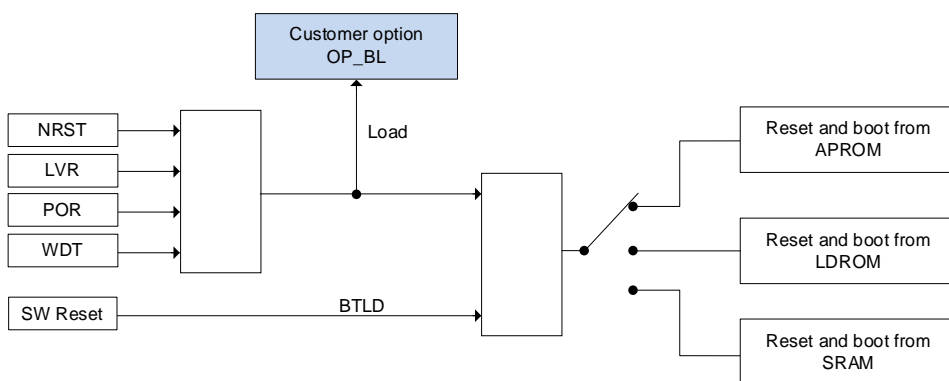 Customer option
OP_BL
NRST
LVR
POR
WDT
SW Reset
Load
BTLD
Reset and boot from
APROM
Reset and boot from
LDROM
Reset and boot from
SRAM